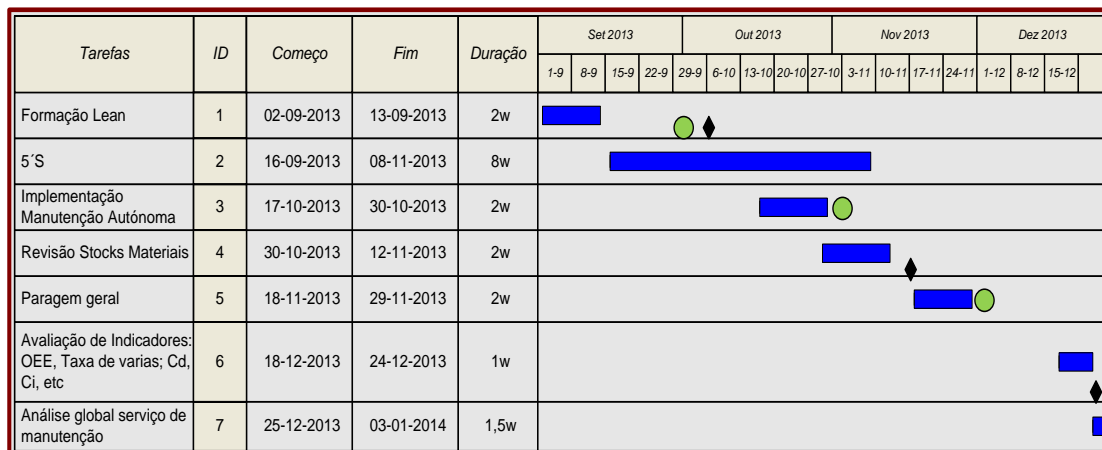 Tarefas ID Começo Fim Duração Set 2013 Out 2013 Nov 2013 Dez 2013
1-9 8-9 15-9 22-9 29-9 6-10 13-10 20-10 27-10 3-11 10-11 17-11 24-11 1-12 8-12 15-12
Formação Lean 1 02-09-2013 13-09-2013 2w
5´S 2 16-09-2013 08-11-2013 8w
Implementação
Manutenção Autónoma 3 17-10-2013 30-10-2013 2w
Revisão Stocks Materiais 4 30-10-2013 12-11-2013 2w
Paragem geral 5 18-11-2013 29-11-2013 2w
Avaliação de Indicadores:
OEE, Taxa de varias; Cd, 6 18-12-2013 24-12-2013 1w
Ci, etc
Análise global serviço de
manutenção 7 25-12-2013 03-01-2014 1,5w